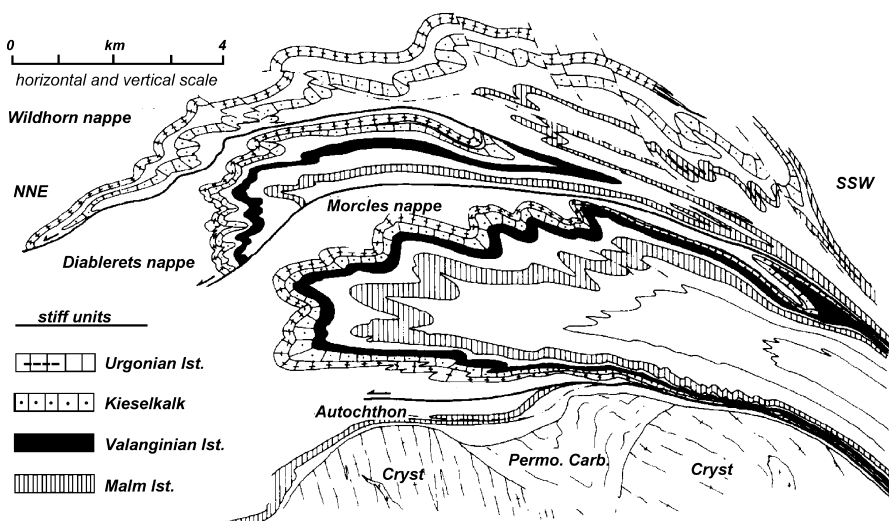 0 km 4
horizontal and vertical scale
Wildhorn nappe
NNE
SSW
Morcles nappe
Diablerets nappe
stiff units
Urgonian lst.
Kieselkalk
Autochthon
Valanginian lst.
Permo. Carb.
Cryst
Cryst
Malm lst.